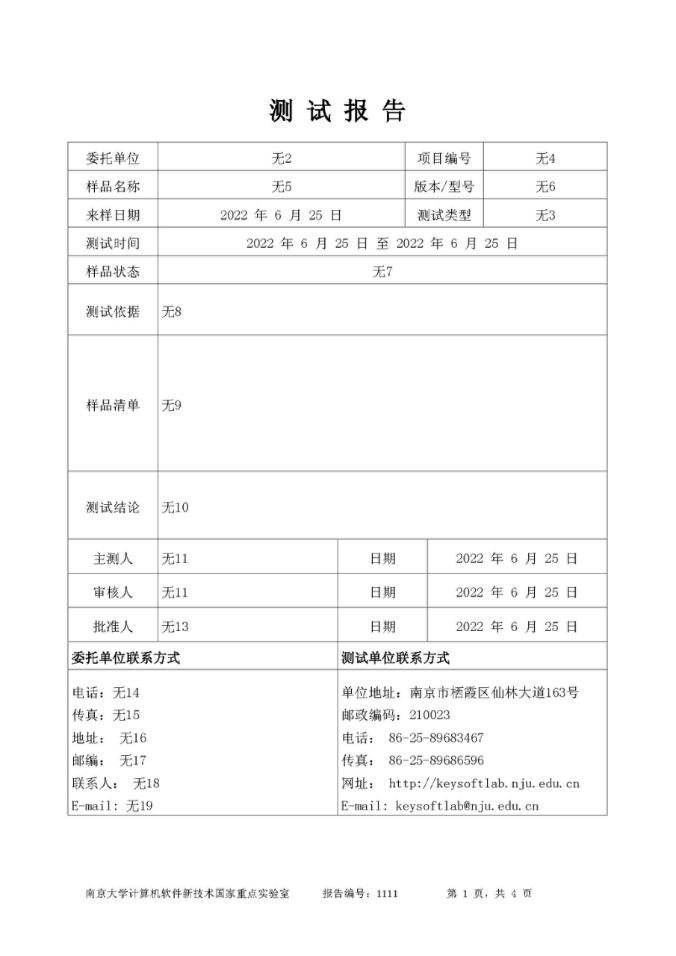 测 试 报 告
委托单位 无2 项目编号 无4
样品名称 无5 版本/型号 无6
来样日期 2022 年 6 月 25 日 测试类型 无3
测试时间 2022 年 6 月 25 日 至 2022 年 6 月 25 日
样品状态 无7
测试依据 无8
样品清单 无9
测试结论 无10
主测人 无11 日期 2022 年 6 月 25 日
审核人 无11 日期 2022 年 6 月 25 日
批准人 无13 日期 2022 年 6 月 25 日
委托单位联系方式 测试单位联系方式
电话：无14 单位地址：南京市栖霞区仙林大道163号
传真：无15 邮政编码：210023
地址： 无16 电话： 86-25-89683467
邮编： 无17 传真： 86-25-89686596
联系人： 无18 网址： http://keysoftlab.nju.edu.cn
E-mail: 无19 E-mail: keysoftlab@nju.edu.cn
南京大学计算机软件新技术国家重点实验室 报告编号：1111 第 1 页，共 4 页